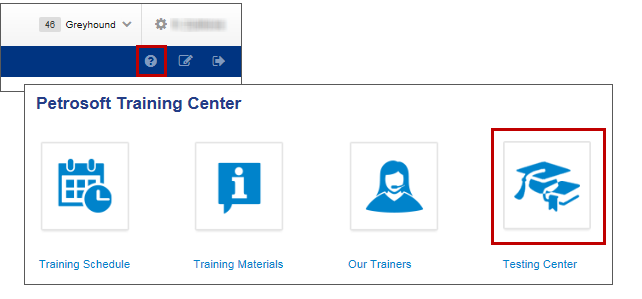 46 Greyhound
Petrosoft Training Center
Training Schedule Training Materials Our Trainers Testing Center